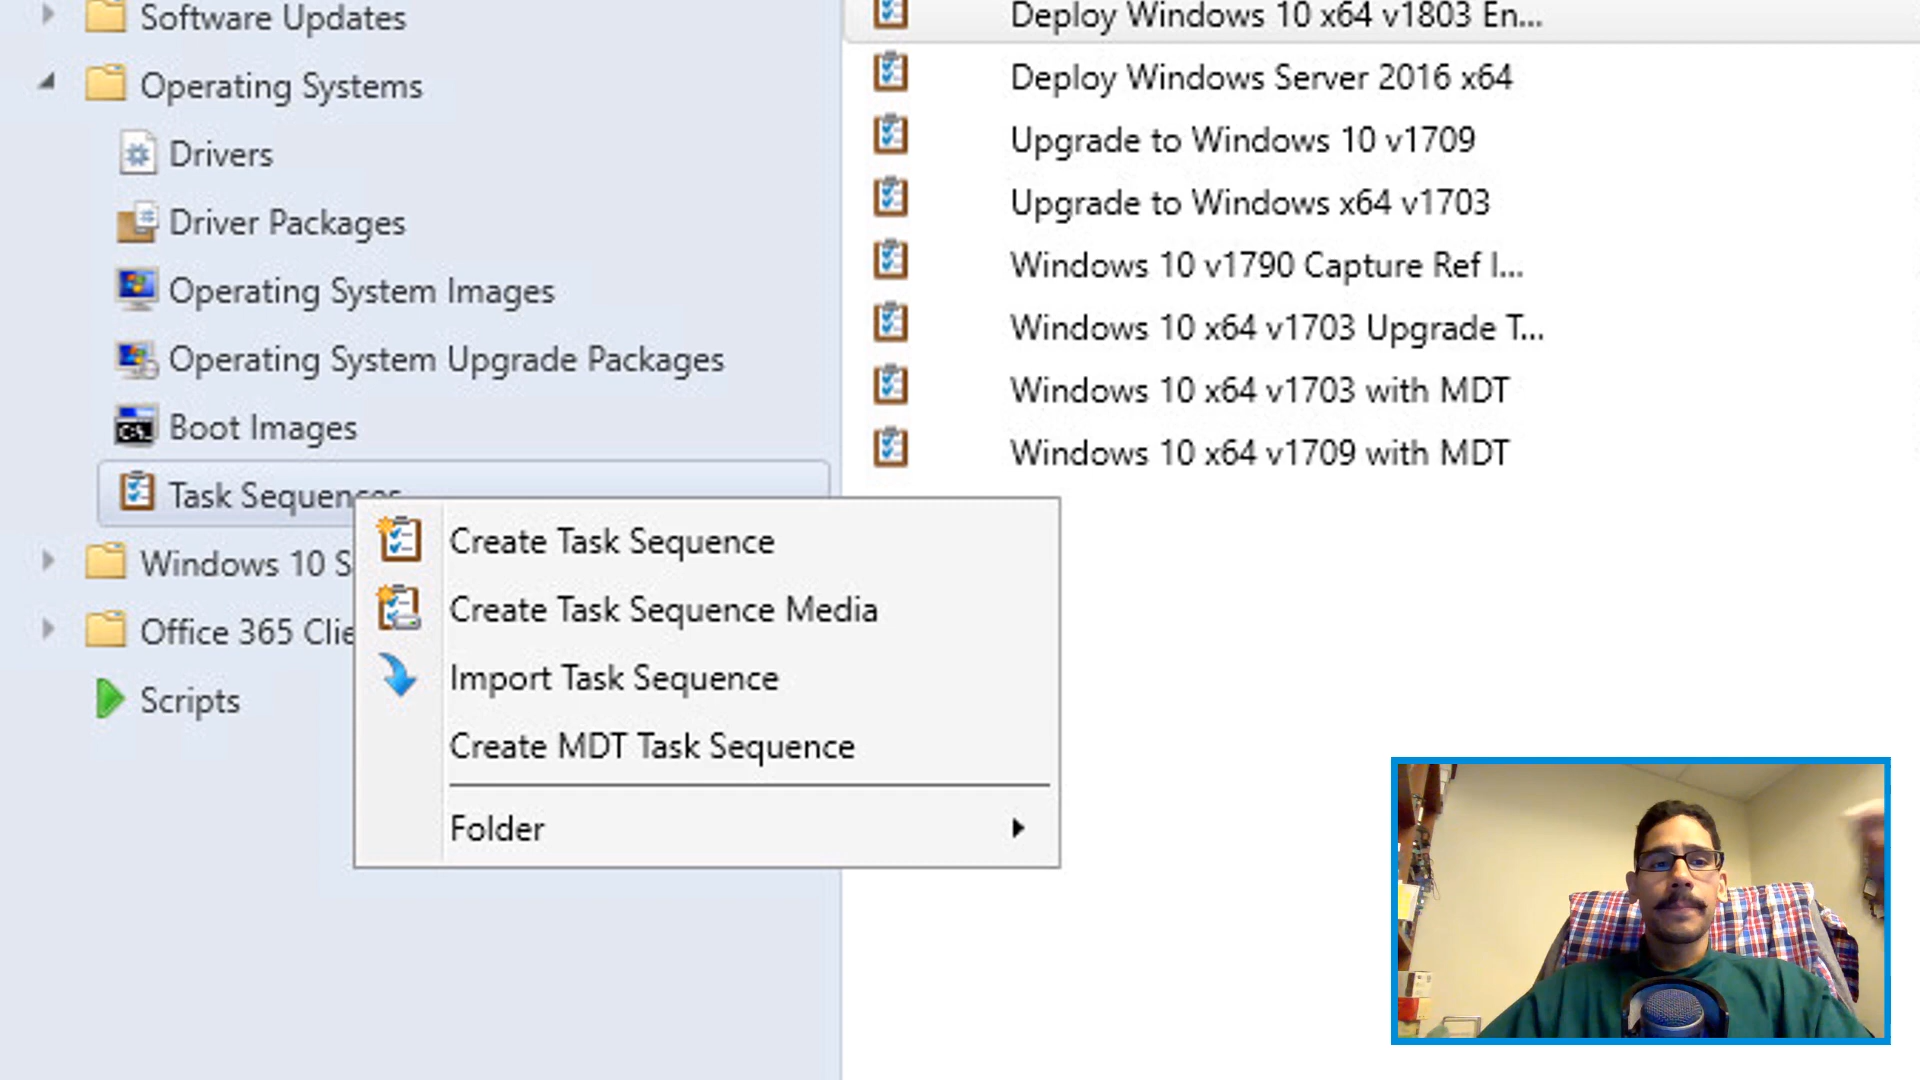 Software Updates
Operating Systems
Drivers
Driver Packages
Operating System Images
Operating System Upgrade Packages
Boot Images
Task Sequences
Windows 10 S
Office 365 Clie
Scripts
Deploy Windows 10 x64 v1803 En...
Deploy Windows Server 2016 x64
Upgrade to Windows 10 v1709
Upgrade to Windows x64 v1703
Windows 10 v1790 Capture Ref I...
Windows 10 x64 v1703 Upgrade T...
Windows 10 x64 v1703 with MDT
Windows 10 x64 v1709 with MDT
Create Task Sequence
Create Task Sequence Media
Import Task Sequence
Create MDT Task Sequence
Folder